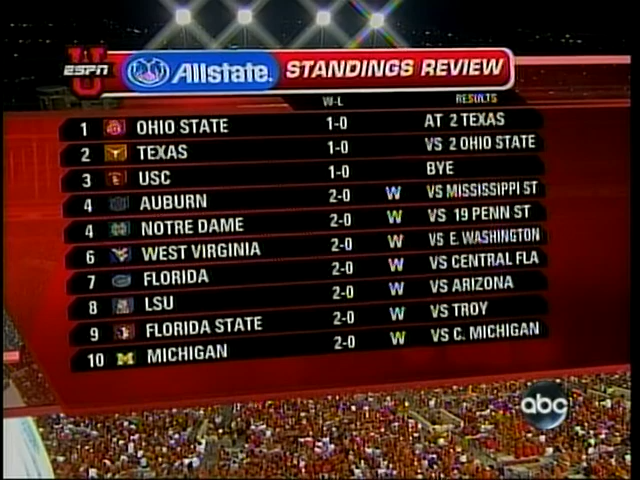 ESPN U Allstate. STANDINGS REVIEW
W-L RESULTS
1 OHIO STATE 1-0 AT 2 TEXAS
2 TEXAS 1-0 VS 2 OHIO STATE
3 USC 1-0 BYE
4 AUBURN 2-0 W VS MISSISSIPPI ST
4 NOTRE DAME 2-0 W VS 19 PENN ST
6 WEST VIRGINIA 2-0 W VS E. WASHINGTON
7 FLORIDA 2-0 W VS CENTRAL FLA
8 LSU 2-0 W VS ARIZONA
9 FLORIDA STATE 2-0 W VS TROY
10 MICHIGAN 2-0 W VS C. MICHIGAN
abc